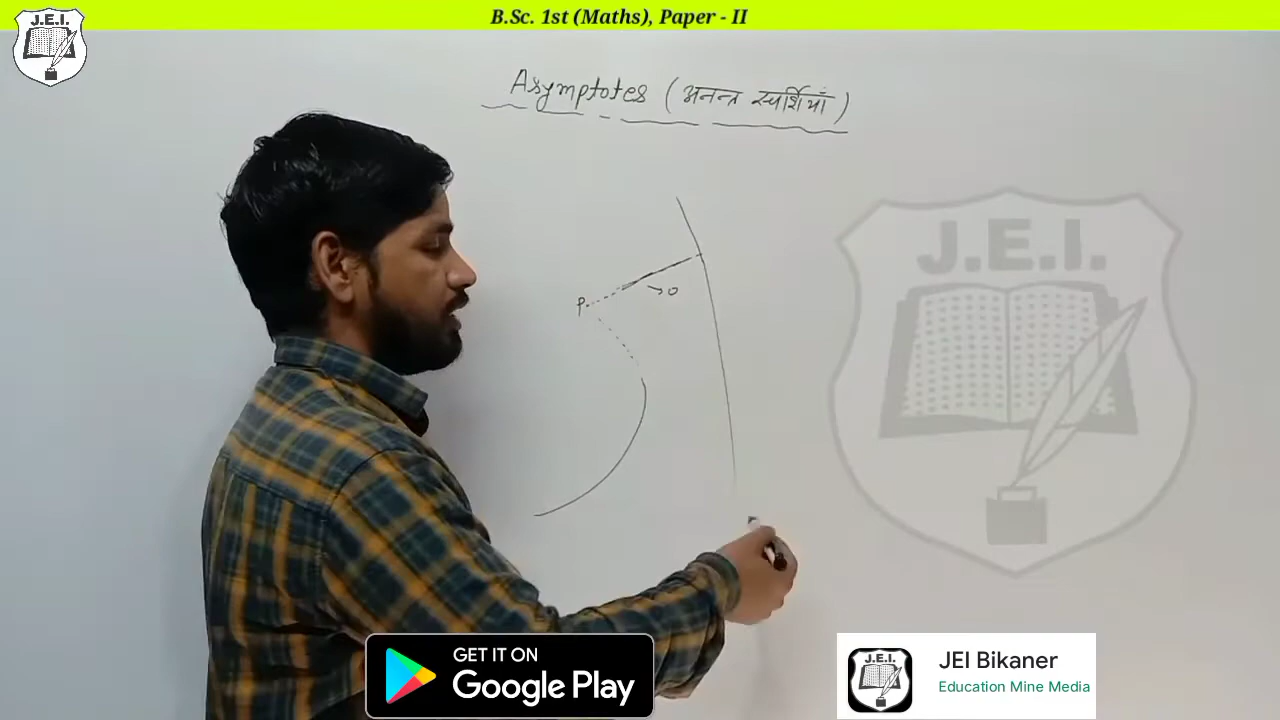 B.Sc. 1st (Maths), Paper - II
J.E.I.
Asymptotes (अनन्त स्पर्शियाँ)
J.E.I.
P
→0
GET IT ON
Google Play
J.E.I.
JEI Bikaner
Education Mine Media